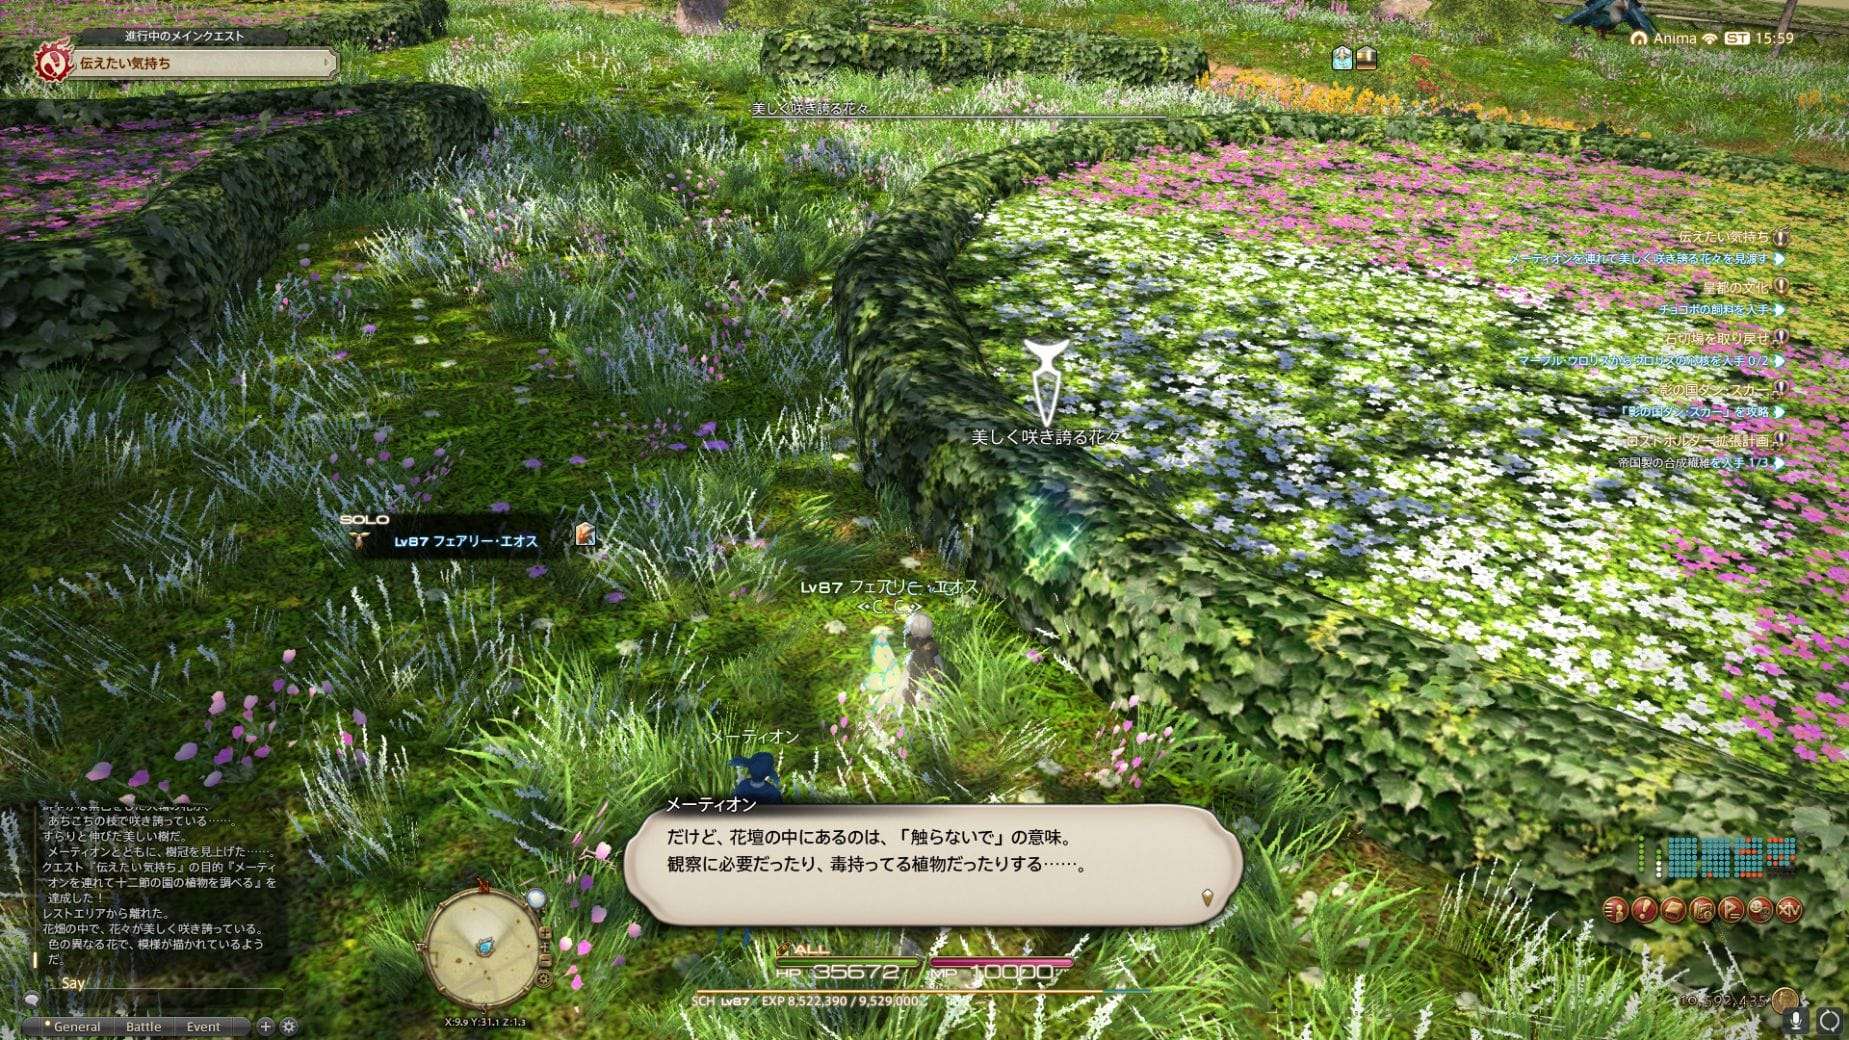 進行中のメインクエスト
伝えたい気持ち
Anima ST 15:59
美しく咲き誇る花々
伝えたい気持ち
メーティオンを連れて美しく咲き誇る花々を見渡す
皇都の文化
チョコボの飼料を入手
石切場を取り戻せ
影の国ダン・スカー
「影の国ダン・スカー」を攻略
ロストホルダー拡張計画
帝国製の合成繊維を入手 1/3
美しく咲き誇る花々
SOLO
Lv87 フェアリー・エオス
Lv87 フェアリー・エオス
メーティオン
メーティオン
だけど、花壇の中にあるのは、「触らないで」の意味。
観察に必要だったり、毒持ってる植物だったりする……。
あちこちの枝で咲き誇っている……。
すらりと伸びた美しい樹だ。
メーティオンとともに、樹冠を見上げた……。
クエスト『伝えたい気持ち』の目的『メーティ
オンを連れて十二節の園の植物を調べる』を
達成した！
レストエリアから離れた。
花畑の中で、花々が美しく咲き誇っている。
色の異なる花で、模様が描かれているよう
だ。
Say
General Battle Event
X:9.9 Y:31.1 Z:1.3
ALL
HP 35672 MP 10000
SCH Lv87 EXP 8,522,390 / 9,529,000
XIV